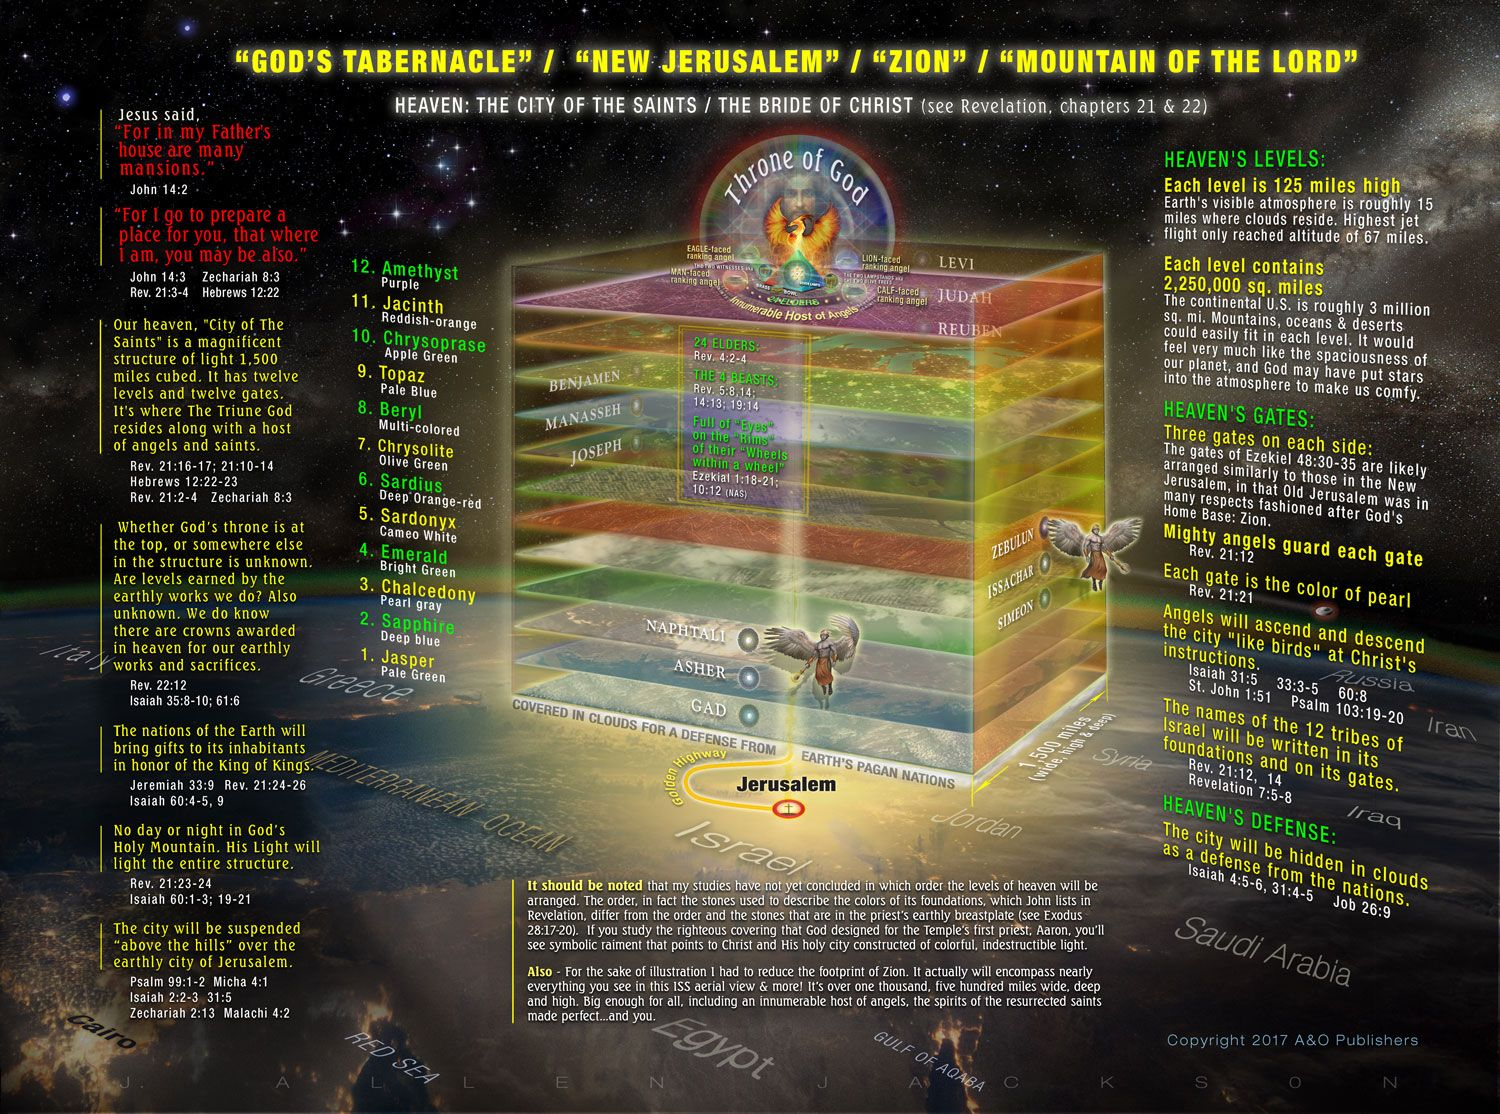 “GOD’S TABERNACLE” / “NEW JERUSALEM” / “ZION” / “MOUNTAIN OF THE LORD”
HEAVEN: THE CITY OF THE SAINTS / THE BRIDE OF CHRIST (see Revelation, chapters 21 & 22)
Jesus said,
“For in my Father's
house are many
mansions.”
John 14:2
“For I go to prepare a
place for you, that where
I am, you may be also.”
John 14:3 Zechariah 8:3
Rev. 21:3-4 Hebrews 12:22
Our heaven, "City of The
Saints" is a magnificent
structure of light 1,500
miles cubed. It has twelve
levels and twelve gates.
It's where The Triune God
resides along with a host
of angels and saints.
Rev. 21:16-17; 21:10-14
Hebrews 12:22-23
Rev. 21:2-4 Zechariah 8:3
Whether God’s throne is at
the top, or somewhere else
in the structure is unknown.
Are levels earned by the
earthly works we do? Also
unknown. We do know
there are crowns awarded
in heaven for our earthly
works and sacrifices.
Rev. 22:12
Isaiah 35:8-10; 61:6
The nations of the Earth will
bring gifts to its inhabitants
in honor of the King of Kings.
Jeremiah 33:9 Rev. 21:24-26
Isaiah 60:4-5, 9
No day or night in God’s
Holy Mountain. His Light will
light the entire structure.
Rev. 21:23-24
Isaiah 60:1-3; 19-21
The city will be suspended
“above the hills” over the
earthly city of Jerusalem.
Psalm 99:1-2 Micha 4:1
Isaiah 2:2-3 31:5
Zechariah 2:13 Malachi 4:2
12. Amethyst
Purple
11. Jacinth
Reddish-orange
10. Chrysoprase
Apple Green
9. Topaz
Pale Blue
8. Beryl
Multi-colored
7. Chrysolite
Olive Green
6. Sardius
Deep Orange-red
5. Sardonyx
Cameo White
4. Emerald
Bright Green
3. Chalcedony
Pearl gray
2. Sapphire
Deep blue
1. Jasper
Pale Green
Throne of God
EAGLE-faced
ranking angel
THE TWO WITNESSES aka
MAN-faced
ranking angel
LION-faced
ranking angel
THE TWO LAMPSTANDS aka
THE TWO OLIVE TREES
CALF-faced
ranking angel
BRASS
BOWL
24 ELDERS
Innumerable Host of Angels...
LEVI
JUDAH
REUBEN
24 ELDERS:
Rev. 4:2-4
THE 4 BEASTS:
Rev. 5:8,14;
14:13; 19:14
Full of “Eyes”
on the “Rims”
of their “Wheels
within a wheel”
Ezekial 1:18-21;
10:12 (NAS)
BENJAMEN
MANASSEH
JOSEPH
ZEBULUN
ISSACHAR
SIMEON
NAPHTALI
ASHER
GAD
COVERED IN CLOUDS FOR A DEFENSE FROM EARTH'S PAGAN NATIONS
1,500 miles
(wide, high & deep)
Golden Highway
Jerusalem
HEAVEN'S LEVELS:
Each level is 125 miles high
Earth's visible atmosphere is roughly 15
miles where clouds reside. Highest jet
flight only reached altitude of 67 miles.
Each level contains
2,250,000 sq. miles
The continental U.S. is roughly 3 million
sq. mi. Mountains, oceans & deserts
could easily fit in each level. It would
feel very much like the spaciousness of
our planet, and God may have put stars
into the atmosphere to make us comfy.
HEAVEN'S GATES:
Three gates on each side:
The gates of Ezekiel 48:30-35 are likely
arranged similarly to those in the New
Jerusalem, in that Old Jerusalem was in
many respects fashioned after God's
Home Base: Zion.
Mighty angels guard each gate
Rev. 21:12
Each gate is the color of pearl
Rev. 21:21
Angels will ascend and descend
the city "like birds" at Christ's
instructions.
Isaiah 31:5 33:3-5 60:8
St. John 1:51 Psalm 103:19-20
The names of the 12 tribes of
Israel will be written in its
foundations and on its gates.
Rev. 21:12, 14
Revelation 7:5-8
HEAVEN'S DEFENSE:
The city will be hidden in clouds
as a defense from the nations.
Isaiah 4:5-6, 31:4-5 Job 26:9
Italy
Greece
MEDITERRANEAN OCEAN
Israel
Jordan
Syria
Russia
Iran
Iraq
Saudi Arabia
Cairo
RED SEA
Egypt
GULF OF AQABA
It should be noted that my studies have not yet concluded in which order the levels of heaven will be
arranged. The order, in fact the stones used to describe the colors of its foundations, which John lists in
Revelation, differ from the order and the stones that are in the priest’s earthly breastplate (see Exodus
28:17-20). If you study the righteous covering that God designed for the Temple’s first priest, Aaron, you’ll
see symbolic raiment that points to Christ and His holy city constructed of colorful, indestructible light.
Also - For the sake of illustration I had to reduce the footprint of Zion. It actually will encompass nearly
everything you see in this ISS aerial view & more! It’s over one thousand, five hundred miles wide, deep
and high. Big enough for all, including an innumerable host of angels, the spirits of the resurrected saints
made perfect...and you.
Copyright 2017 A&O Publishers
J. ALLEN JACKSON